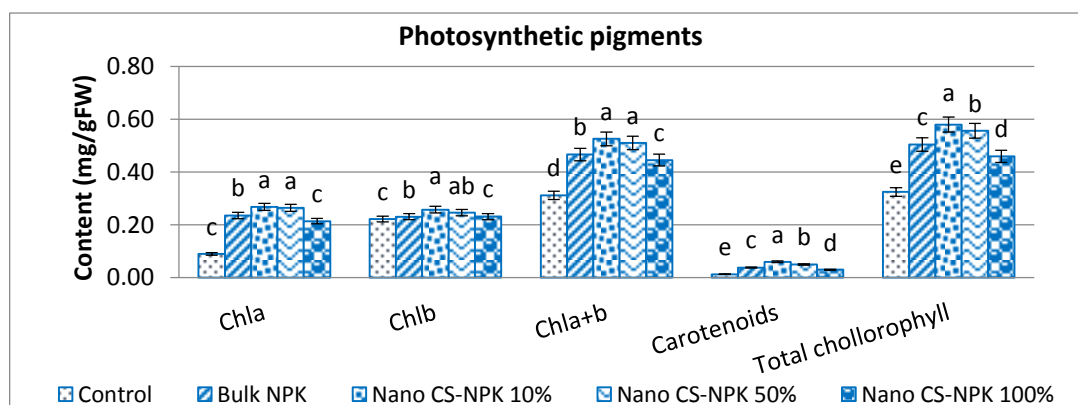 Photosynthetic pigments
Content (mg/gFW)
0.80
0.60
0.40
0.20
0.00
c b a a c
c b a ab c
d b a a c
e c a b d
e c a b d
Chla
Chlb
Chla+b
Carotenoids
Total chollorophyll
Control
Bulk NPK
Nano CS-NPK 10%
Nano CS-NPK 50%
Nano CS-NPK 100%